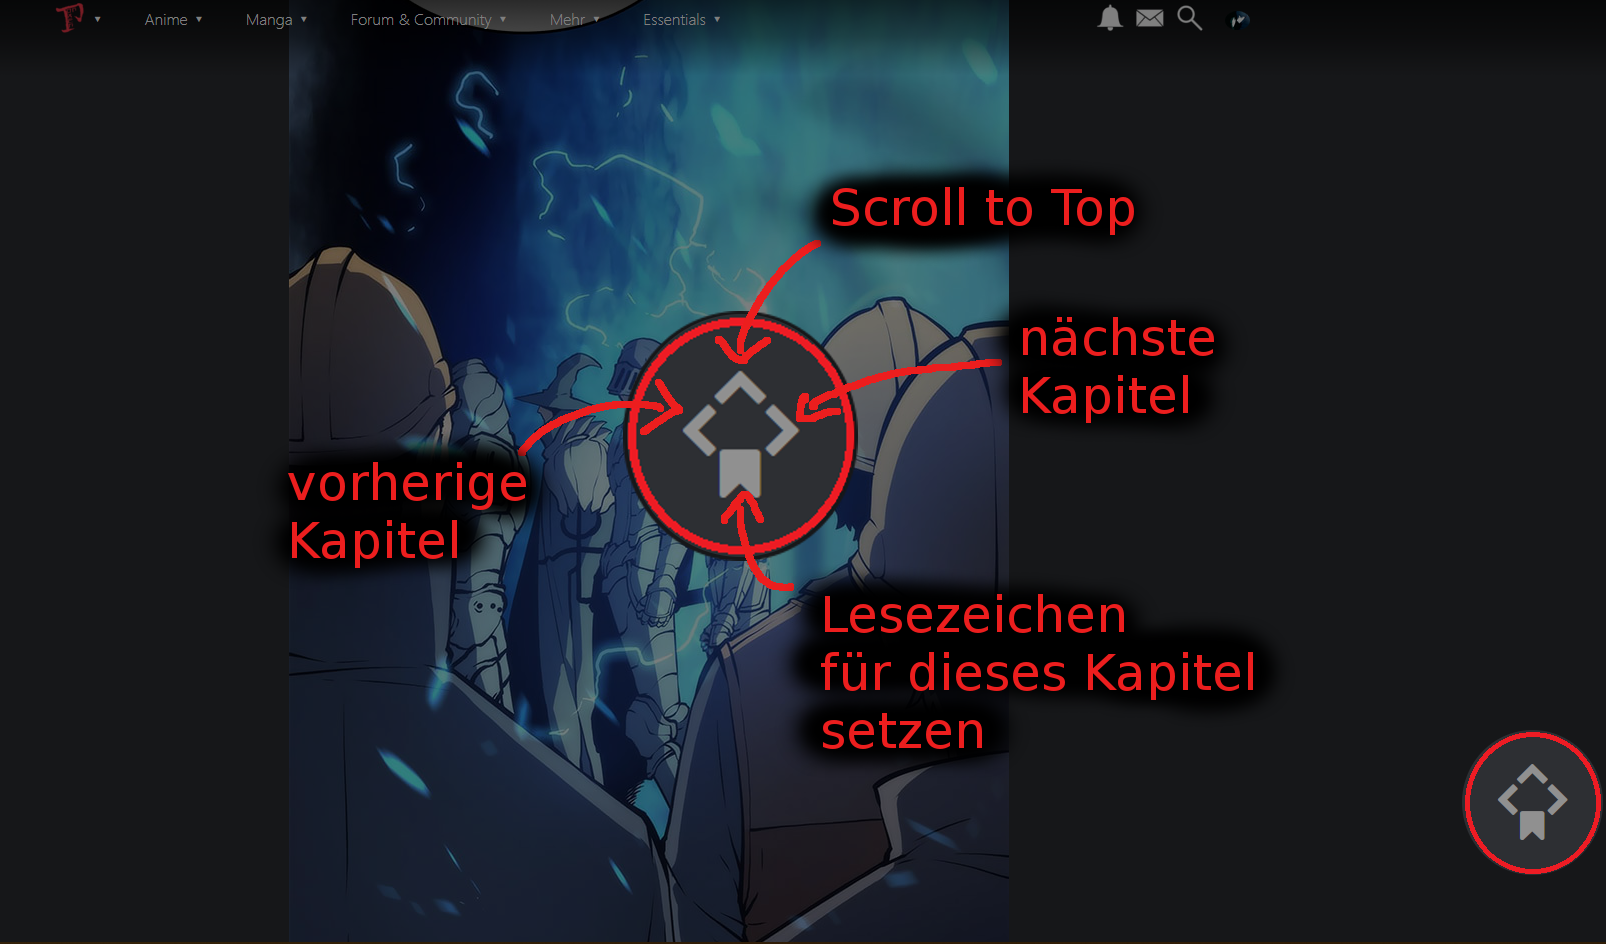 F
Anime
Manga
Forum & Community
Mehr
Essentials
Scroll to Top
nächste
Kapitel
vorherige
Kapitel
Lesezeichen
für dieses Kapitel
setzen